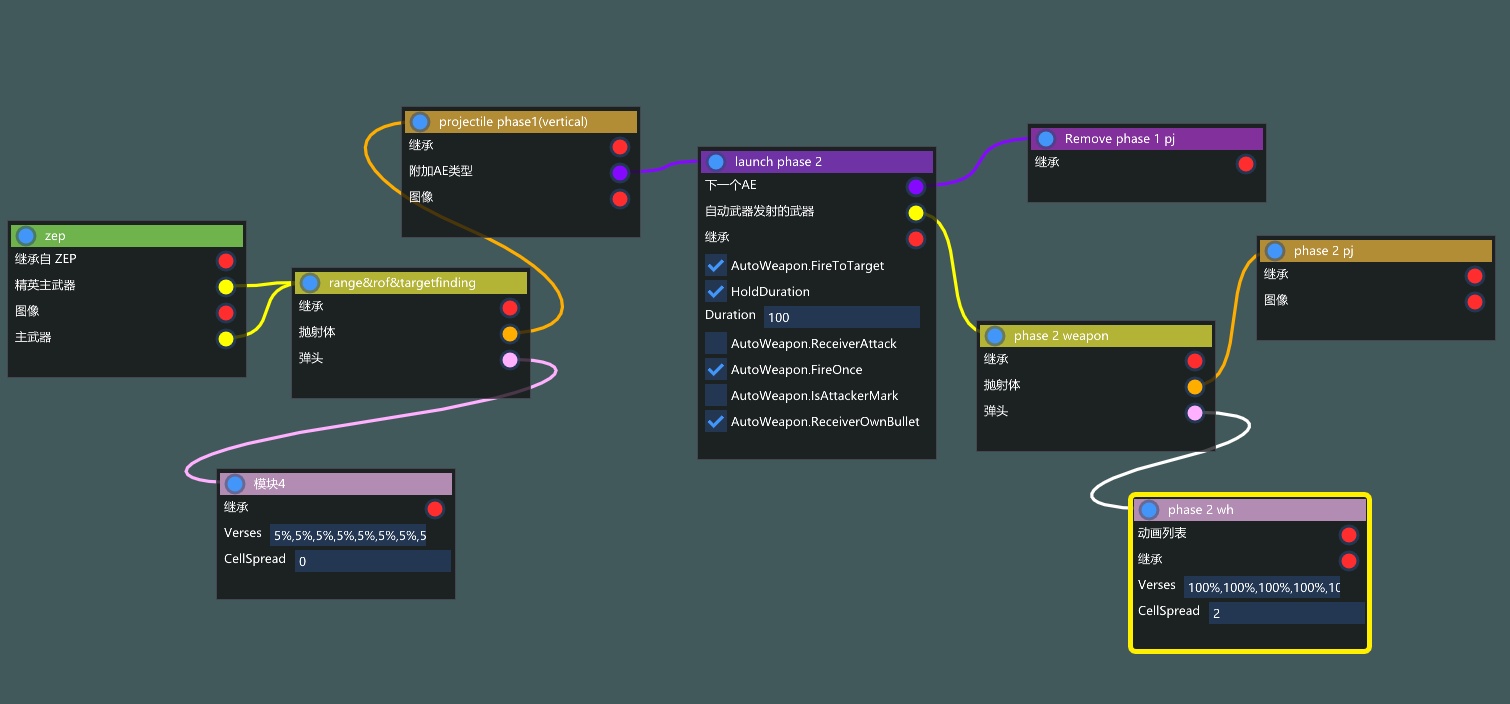 zep
继承自 ZEP
精英主武器
图像
主武器
range&rof&targetfinding
继承
抛射体
弹头
projectile phase1(vertical)
继承
附加AE类型
图像
模块4
继承
Verses 5%,5%,5%,5%,5%,5%,5%,5
CellSpread 0
launch phase 2
下一个AE
自动武器发射的武器
继承
AutoWeapon.FireToTarget
HoldDuration
Duration 100
AutoWeapon.ReceiverAttack
AutoWeapon.FireOnce
AutoWeapon.IsAttackerMark
AutoWeapon.ReceiverOwnBullet
Remove phase 1 pj
继承
phase 2 weapon
继承
抛射体
弹头
phase 2 pj
继承
图像
phase 2 wh
动画列表
继承
Verses 100%,100%,100%,100%,10
CellSpread 2